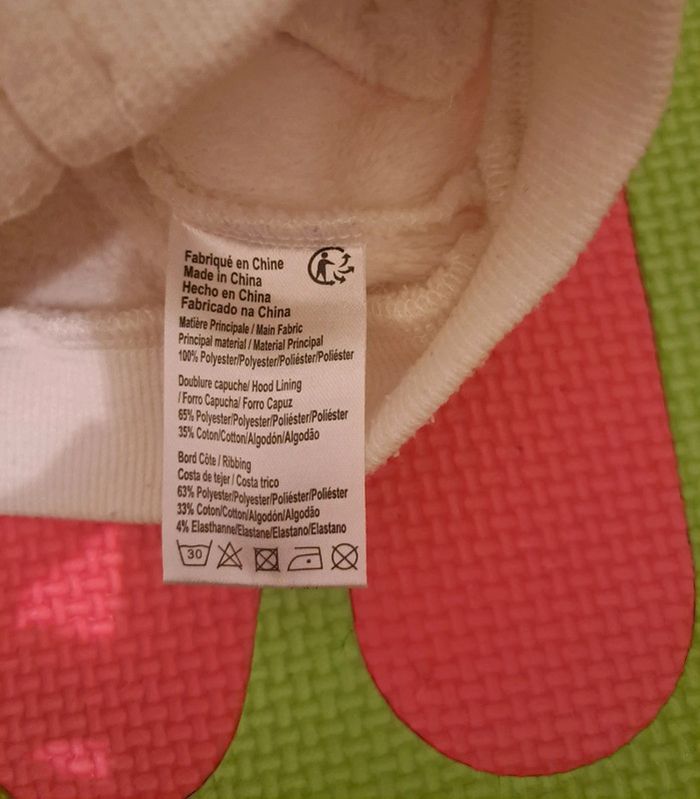 Fabriqué en Chine
Made in China
Hecho en China
Fabricado na China
Matière Principale / Main Fabric
Principal material / Material Principal
100% Polyester/Polyester/Poliéster/Poliéster
Doublure capuche/ Hood Lining
/ Forro Capucha/ Forro Capuz
65% Polyester/Polyester/Poliéster/Poliéster
35% Coton/Cotton/Algodón/Algodão
Bord Côte / Ribbing
Costa de tejer / Costa trico
63% Polyester/Polyester/Poliéster/Poliéster
33% Coton/Cotton/Algodón/Algodão
4% Elasthanne/Elastane/Elastano/Elastano
30